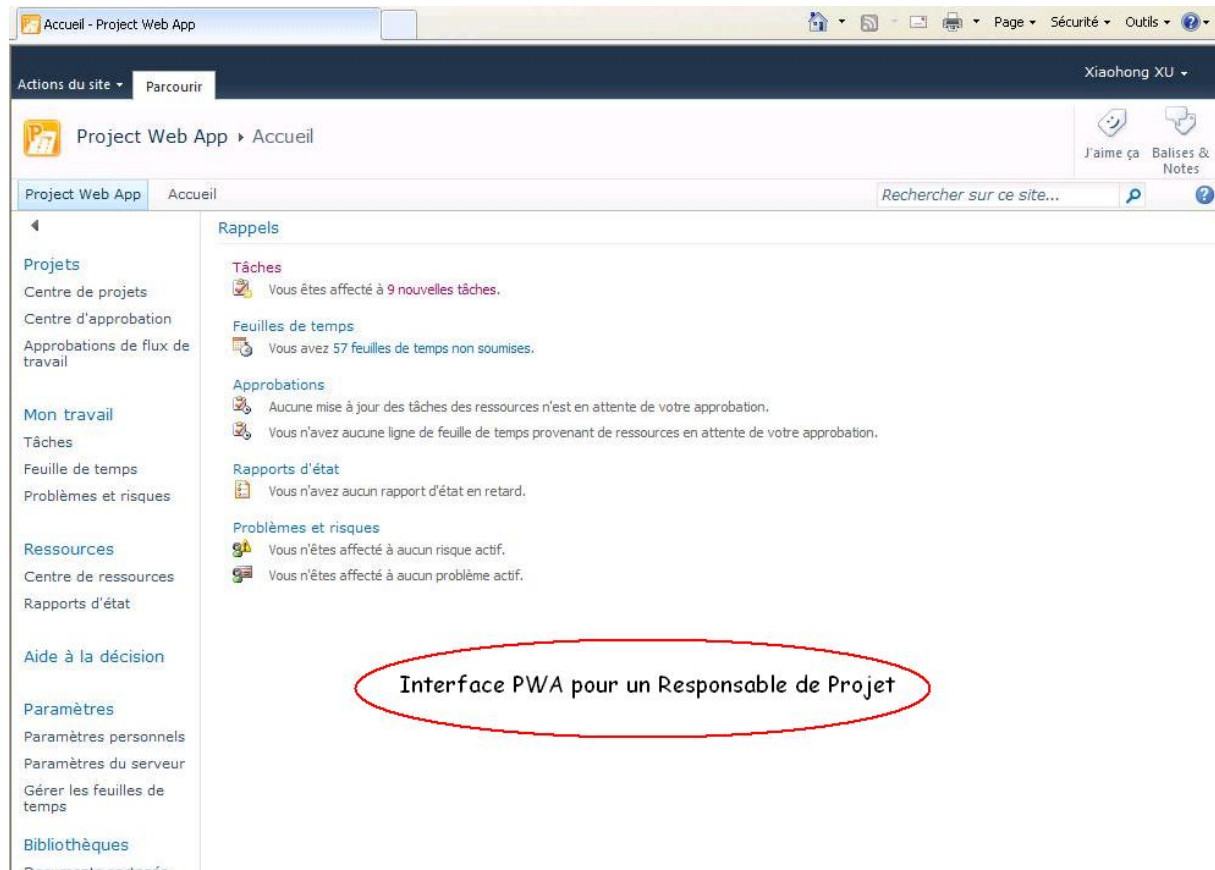 Accueil - Project Web App
Page Sécurité Outils
Actions du site Parcourir
Xiaohong XU
Project Web App Accueil
J'aime ça
Balises &
Notes
Project Web App Accueil
Rechercher sur ce site...
Projets
Centre de projets
Centre d'approbation
Approbations de flux de
travail
Mon travail
Tâches
Feuille de temps
Problèmes et risques
Ressources
Centre de ressources
Rapports d'état
Aide à la décision
Paramètres
Paramètres personnels
Paramètres du serveur
Gérer les feuilles de
temps
Bibliothèques
Rappels
Tâches
Vous êtes affecté à 9 nouvelles tâches.
Feuilles de temps
Vous avez 57 feuilles de temps non soumises.
Approbations
Aucune mise à jour des tâches des ressources n'est en attente de votre approbation.
Vous n'avez aucune ligne de feuille de temps provenant de ressources en attente de votre approbation.
Rapports d'état
Vous n'avez aucun rapport d'état en retard.
Problèmes et risques
Vous n'êtes affecté à aucun risque actif.
Vous n'êtes affecté à aucun problème actif.
Interface PWA pour un Responsable de Projet